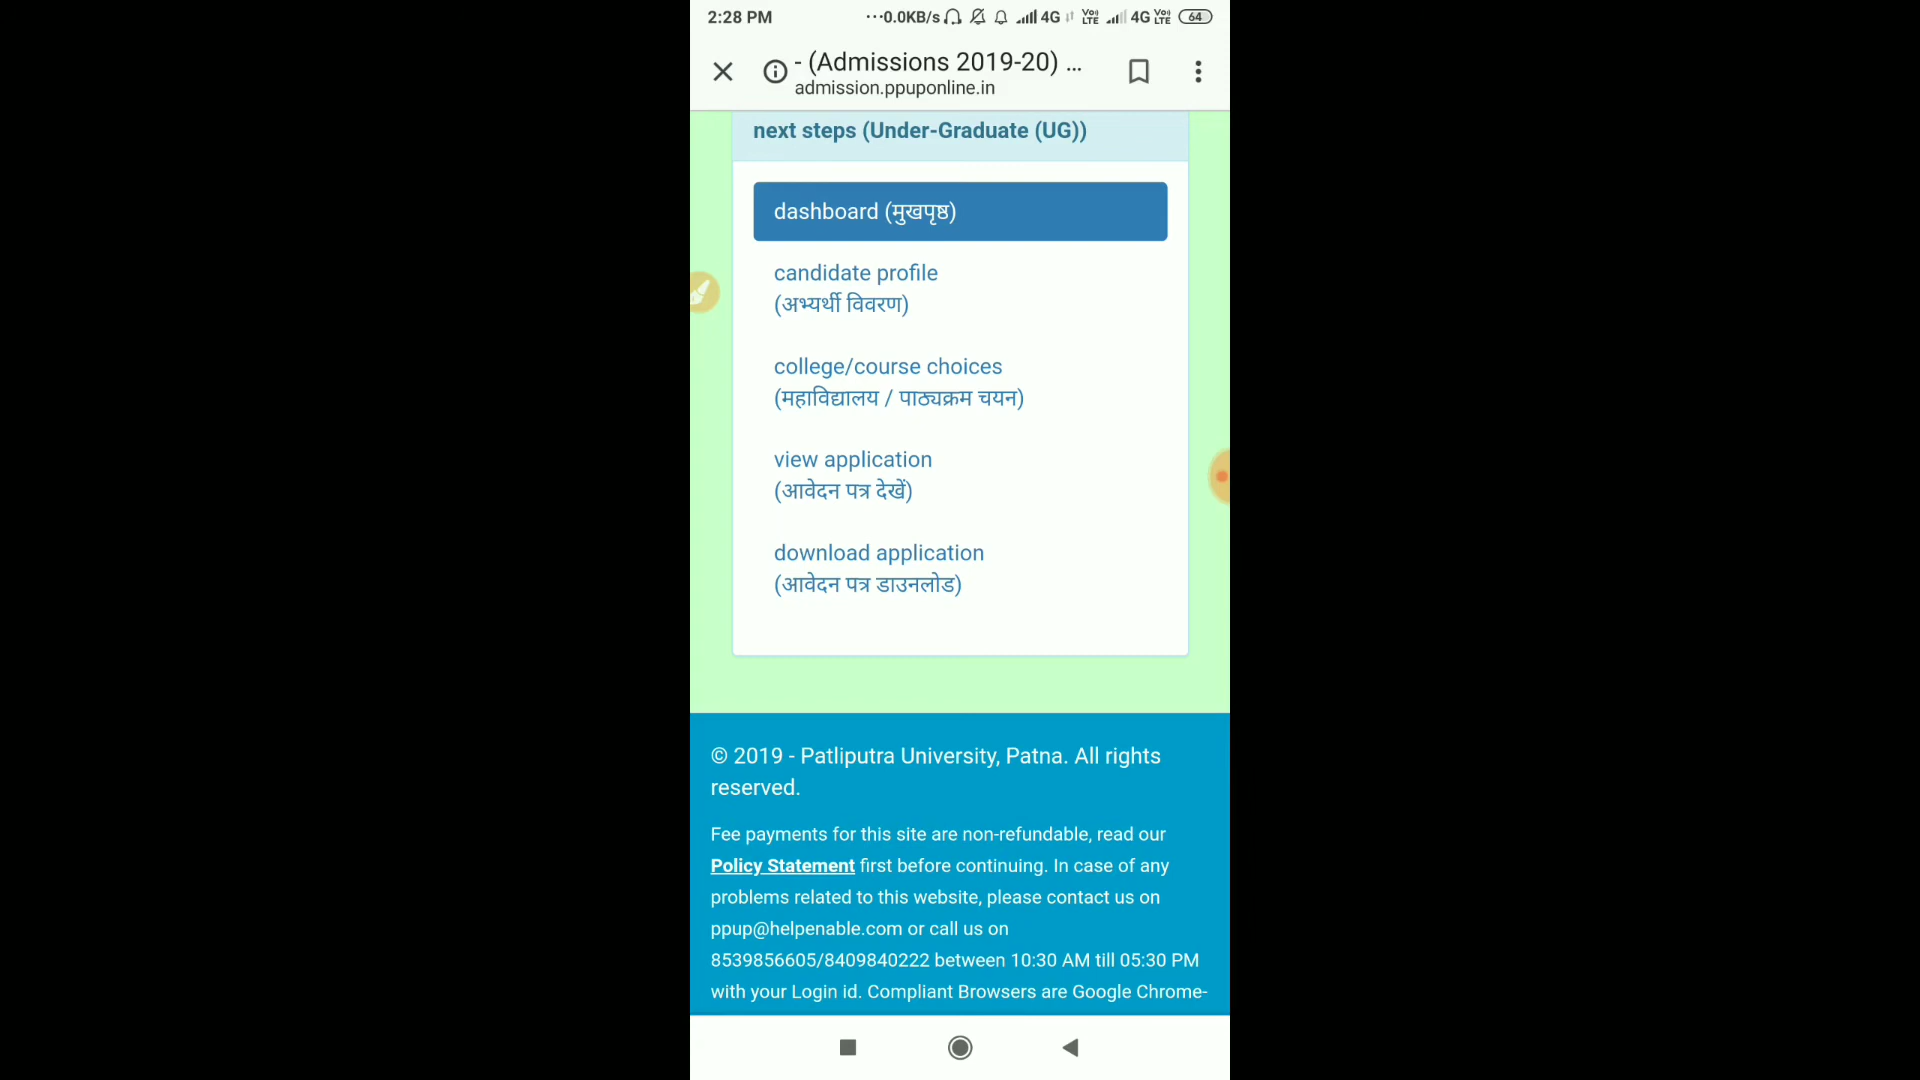 2:28 PM ...0.0KB/s 4G VoLTE 4G VoLTE 64
- (Admissions 2019-20) ...
admission.ppuponline.in
next steps (Under-Graduate (UG))
dashboard (मुखपृष्ठ)
candidate profile
(अभ्यर्थी विवरण)
college/course choices
(महाविद्यालय / पाठ्यक्रम चयन)
view application
(आवेदन पत्र देखें)
download application
(आवेदन पत्र डाउनलोड)
© 2019 - Patliputra University, Patna. All rights
reserved.
Fee payments for this site are non-refundable, read our
Policy Statement first before continuing. In case of any
problems related to this website, please contact us on
ppup@helpenable.com or call us on
8539856605/8409840222 between 10:30 AM till 05:30 PM
with your Login id. Compliant Browsers are Google Chrome-